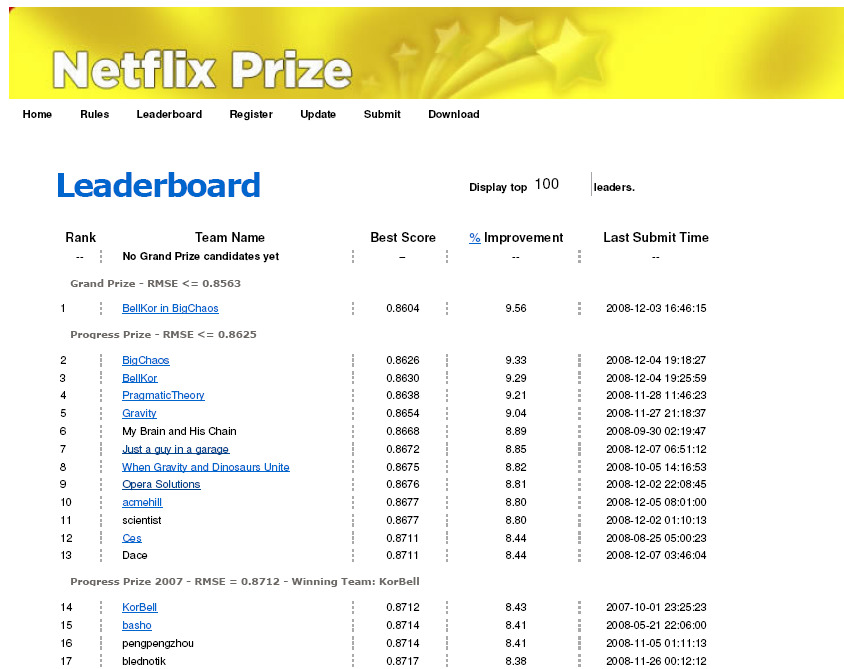 Netflix Prize
Home Rules Leaderboard Register Update Submit Download
Leaderboard
Display top 100 leaders.
Rank Team Name Best Score % Improvement Last Submit Time
-- No Grand Prize candidates yet -- -- --
Grand Prize - RMSE <= 0.8563
1 BellKor in BigChaos 0.8604 9.56 2008-12-03 16:46:15
Progress Prize - RMSE <= 0.8625
2 BigChaos 0.8626 9.33 2008-12-04 19:18:27
3 BellKor 0.8630 9.29 2008-12-04 19:25:59
4 PragmaticTheory 0.8638 9.21 2008-11-28 11:46:23
5 Gravity 0.8654 9.04 2008-11-27 21:18:37
6 My Brain and His Chain 0.8668 8.89 2008-09-30 02:19:47
7 Just a guy in a garage 0.8672 8.85 2008-12-07 06:51:12
8 When Gravity and Dinosaurs Unite 0.8675 8.82 2008-10-05 14:16:53
9 Opera Solutions 0.8676 8.81 2008-12-02 22:08:45
10 acmehill 0.8677 8.80 2008-12-05 08:01:00
11 scientist 0.8677 8.80 2008-12-02 01:10:13
12 Ces 0.8711 8.44 2008-08-25 05:00:23
13 Dace 0.8711 8.44 2008-12-07 03:46:04
Progress Prize 2007 - RMSE = 0.8712 - Winning Team: KorBell
14 KorBell 0.8712 8.43 2007-10-01 23:25:23
15 basho 0.8714 8.41 2008-05-21 22:06:00
16 pengpengzhou 0.8714 8.41 2008-11-05 01:11:13
17 blednotik 0.8717 8.38 2008-11-26 00:12:12